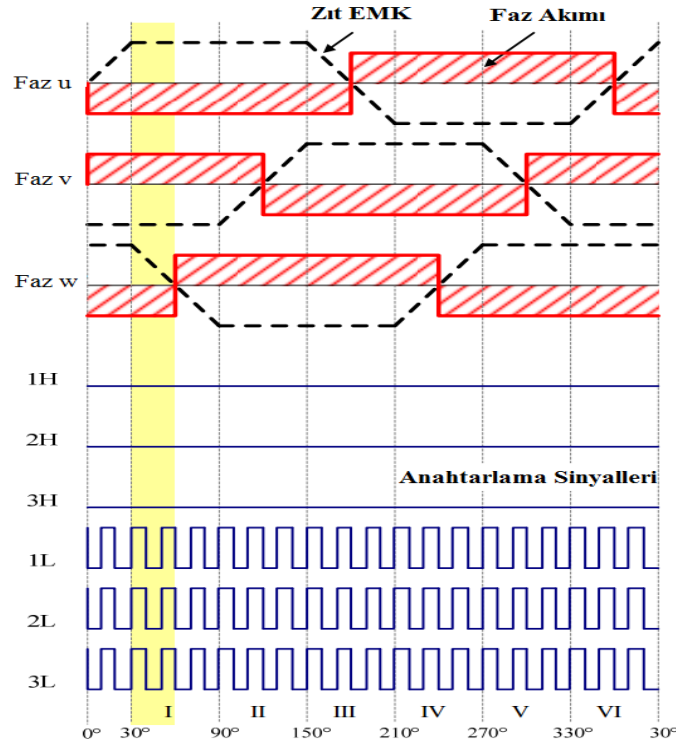 Zıt EMK
Faz Akımı
Faz u
Faz v
Faz w
1H
2H
Anahtarlama Sinyalleri
3H
1L
2L
3L
I II III IV V VI
0° 30° 90° 150° 210° 270° 330° 30°